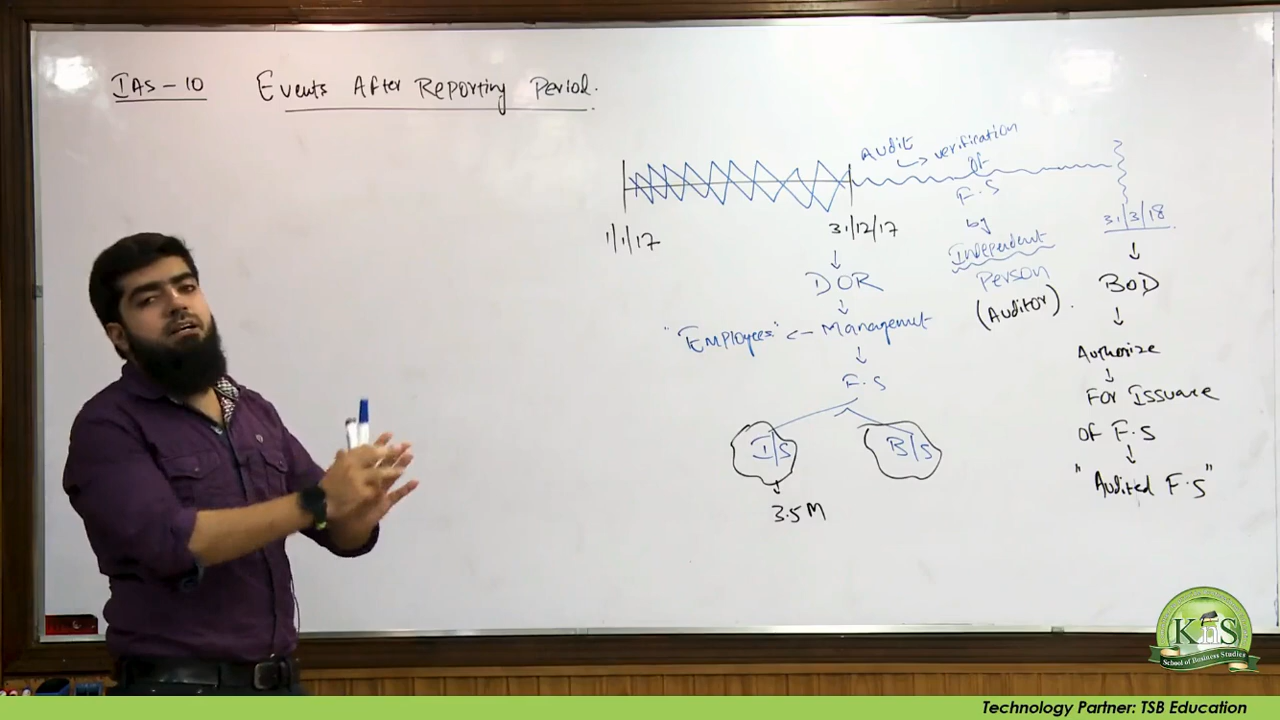 IAS-10 Events After Reporting Period.
Audit
↳ verification
of
F.S
by
Independent
Person
(Auditor).
1/1/17
31/12/17
↓
DOR
↓
"Employees" <- Management
↓
F.S
I/S B/S
↓
3.5M
31/3/18
↓
BOD
↓
Authorize
↓
For Issuare
of F.S
↓
"Audited F.S"
KnS
School of Business Studies
Technology Partner: TSB Education